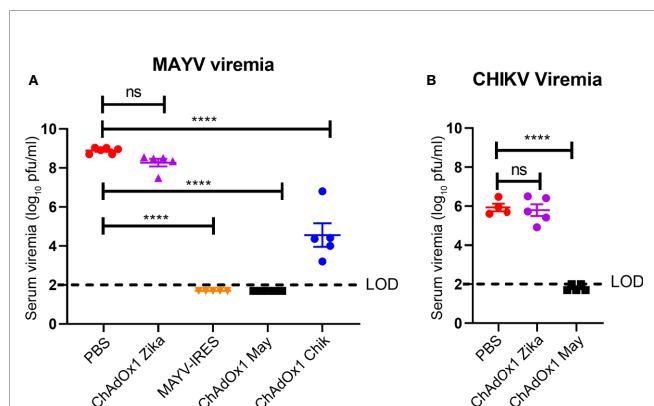 A
MAYV viremia
ns
****
****
****
Serum viremia (log10 pfu/ml)
10
8
6
4
2
0
LOD
PBS
ChAdOx1 Zika
MAYV-IRES
ChAdOx1 May
ChAdOx1 Chik
B
CHIKV Viremia
****
ns
Serum viremia (log10 pfu/ml)
10
8
6
4
2
0
LOD
PBS
ChAdOx1 Zika
ChAdOx1 May